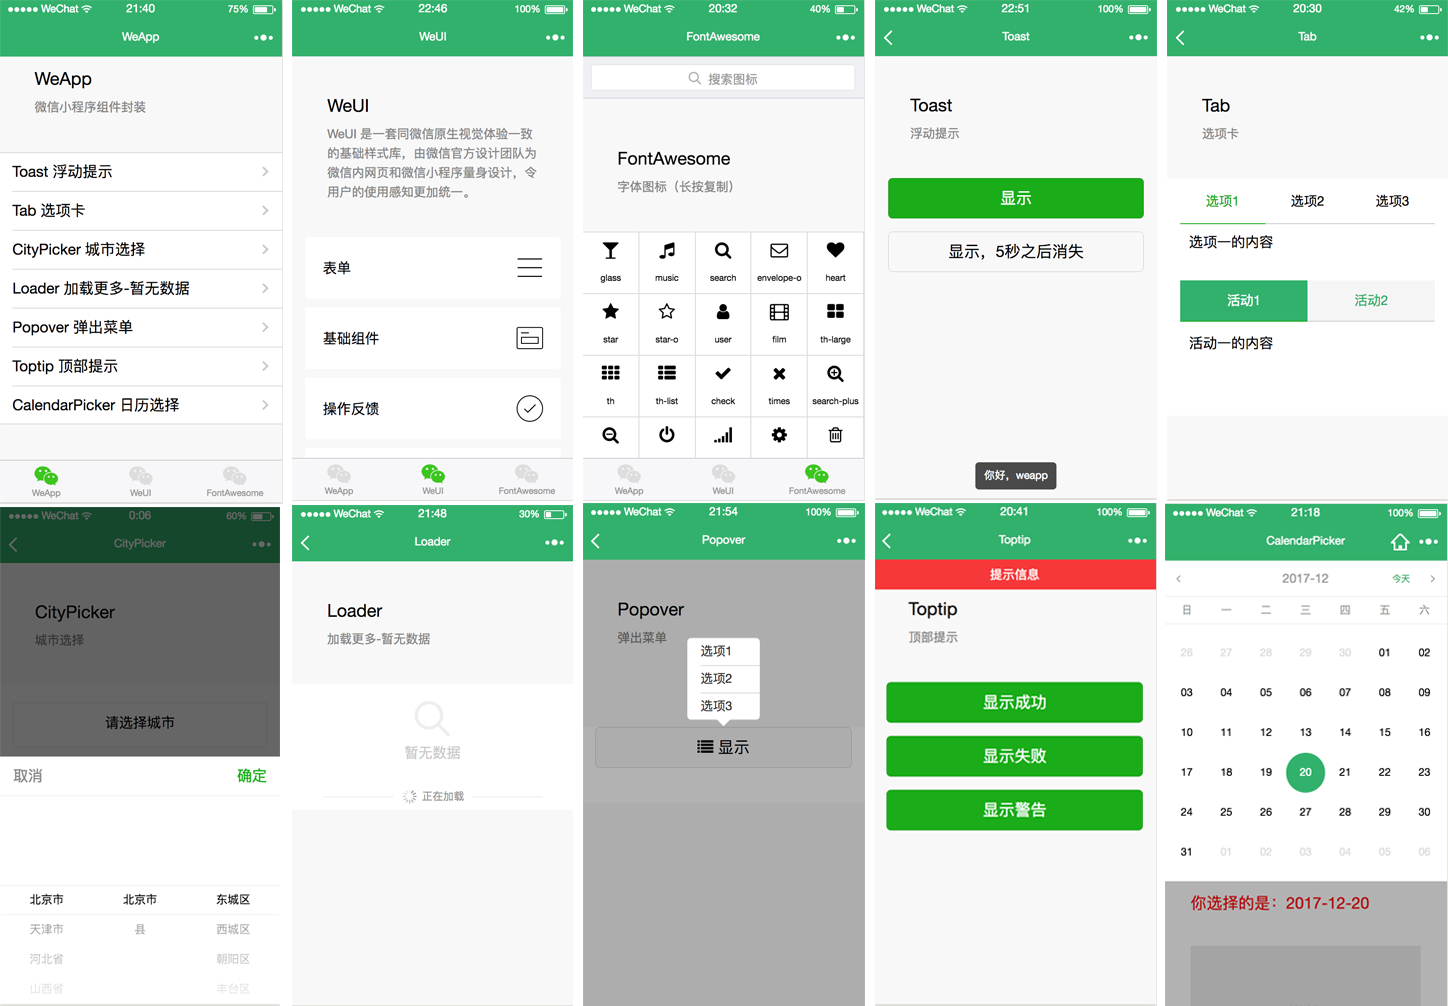 WeChat 21:40 75%
WeApp
WeApp
微信小程序组件封装
Toast 浮动提示
Tab 选项卡
CityPicker 城市选择
Loader 加载更多-暂无数据
Popover 弹出菜单
Toptip 顶部提示
CalendarPicker 日历选择
WeApp WeUI FontAwesome
WeChat 22:46 100%
WeUI
WeUI
WeUI 是一套同微信原生视觉体验一致
的基础样式库，由微信官方设计团队为
微信内网页和微信小程序量身设计，令
用户的使用感知更加统一。
表单
基础组件
操作反馈
WeApp WeUI FontAwesome
WeChat 20:32 40%
FontAwesome
搜索图标
FontAwesome
字体图标（长按复制）
glass music search envelope-o heart
star star-o user film th-large
th th-list check times search-plus
WeApp WeUI FontAwesome
WeChat 22:51 100%
Toast
Toast
浮动提示
显示
显示，5秒之后消失
你好，weapp
WeChat 20:30 42%
Tab
Tab
选项卡
选项1 选项2 选项3
选项一的内容
活动1 活动2
活动一的内容
WeChat 0:06 60%
CityPicker
CityPicker
城市选择
请选择城市
取消 确定
北京市 北京市 东城区
天津市 县 西城区
河北省 朝阳区
山西省 丰台区
WeChat 21:48 30%
Loader
Loader
加载更多-暂无数据
暂无数据
正在加载
WeChat 21:54 100%
Popover
Popover
弹出菜单
选项1
选项2
选项3
显示
WeChat 20:41 100%
Toptip
提示信息
Toptip
顶部提示
显示成功
显示失败
显示警告
WeChat 21:18 100%
CalendarPicker
2017-12 今天
日 一 二 三 四 五 六
26 27 28 29 30 01 02
03 04 05 06 07 08 09
10 11 12 13 14 15 16
17 18 19 20 21 22 23
24 25 26 27 28 29 30
31 01 02 03 04 05 06
你选择的是：2017-12-20